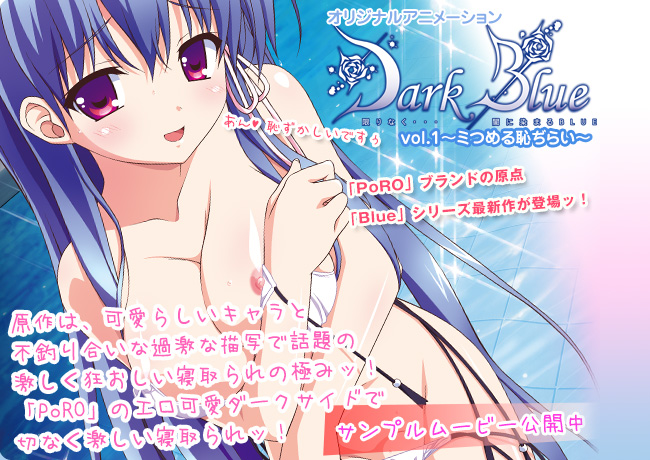 オリジナルアニメーション
Dark Blue
限りなく・・・ 闇に染まるBLUE
vol.1～ミつめる恥ぢらい～
あん♥恥ずかしいですぅ
「PoRO」ブランドの原点
「Blue」シリーズ最新作が登場ッ！
原作は、可愛らしいキャラと
不釣り合いな過激な描写で話題の
激しく狂おしい寝取られの極みッ！
「PoRO」のエロ可愛ダークサイドで
切なく激しい寝取られッ！
サンプルムービー公開中